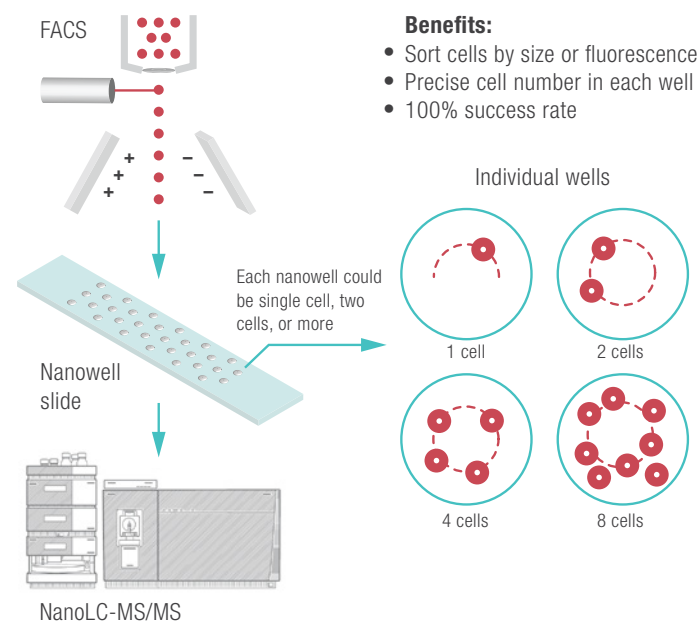 FACS
Benefits:
• Sort cells by size or fluorescence
• Precise cell number in each well
• 100% success rate
+ + +
− − −
Individual wells
Each nanowell could
be single cell, two
cells, or more
1 cell
2 cells
Nanowell
slide
4 cells
8 cells
NanoLC-MS/MS